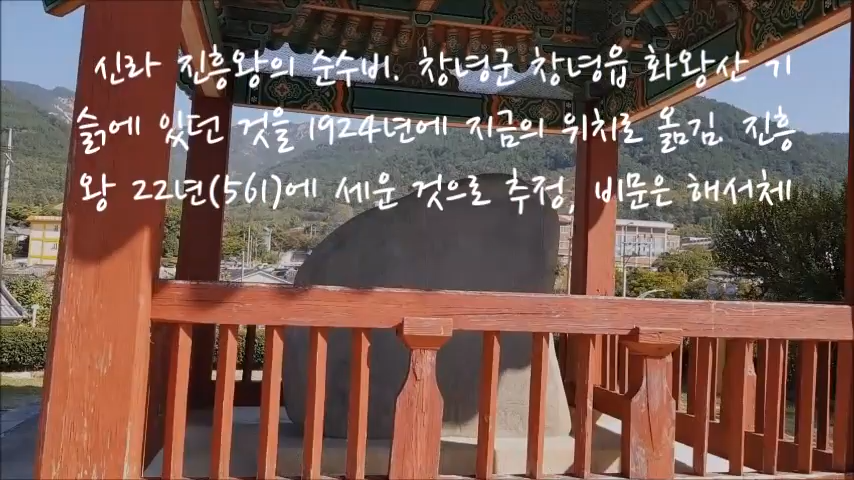 신라 진흥왕의 순수비. 창녕군 창녕읍 화왕산 기
슭에 있던 것을 1924년에 지금의 위치로 옮김. 진흥
왕 22년(561)에 세운 것으로 추정, 비문은 해서체